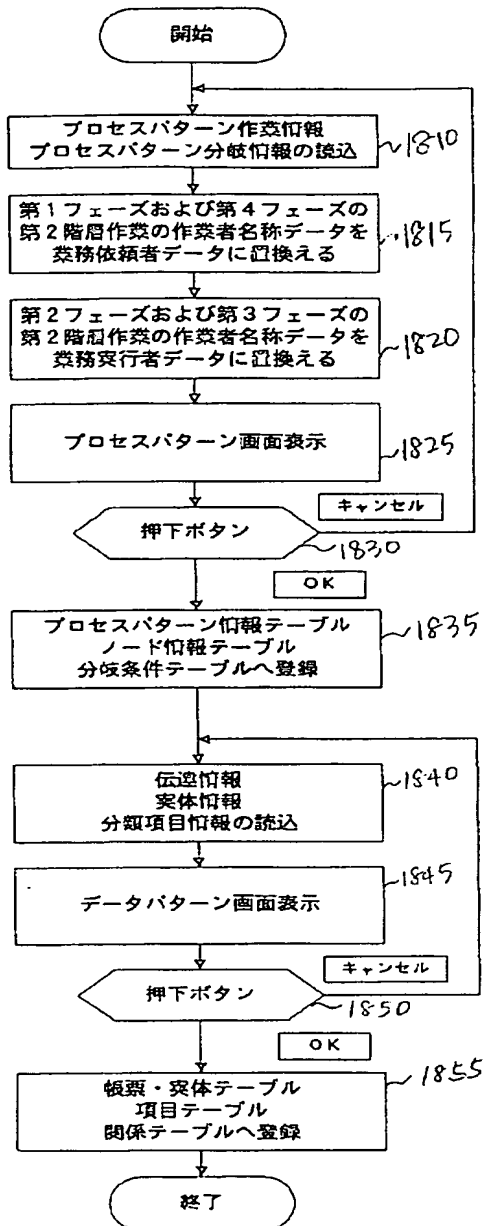 開始
プロセスパターン作業情報
プロセスパターン分岐情報の読込
1810
第1フェーズおよび第4フェーズの
第2階層作業の作業者名称データを
業務依頼者データに置換える
1815
第2フェーズおよび第3フェーズの
第2階層作業の作業者名称データを
業務実行者データに置換える
1820
プロセスパターン画面表示
1825
キャンセル
押下ボタン
1830
OK
プロセスパターン情報テーブル
ノード情報テーブル
分岐条件テーブルへ登録
1835
伝達情報
実体情報
分類項目情報の読込
1840
データパターン画面表示
1845
キャンセル
押下ボタン
1850
OK
帳票・実体テーブル
項目テーブル
関係テーブルへ登録
1855
終了